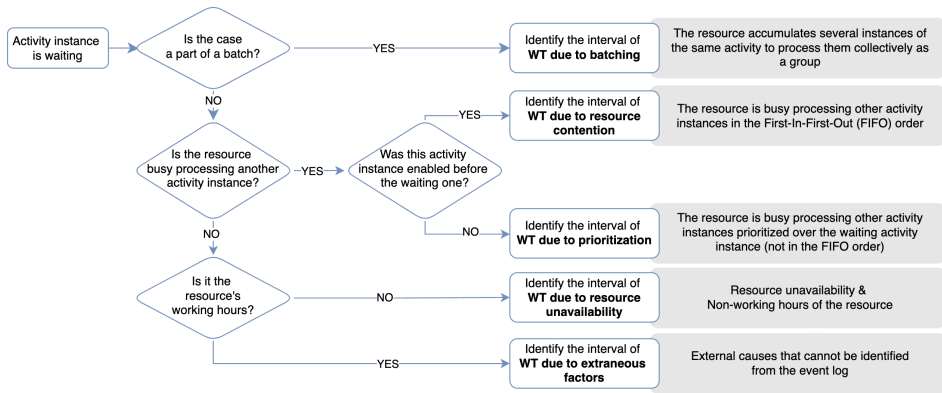 Activity instance
is waiting
Is the case
a part of a batch?
YES
Identify the interval of
WT due to batching
The resource accumulates several instances of
the same activity to process them collectively as
a group
NO
YES
Identify the interval of
WT due to resource
contention
The resource is busy processing other activity
instances in the First-In-First-Out (FIFO) order
Is the resource
busy processing another
activity instance?
YES
Was this activity
instance enabled before
the waiting one?
NO
NO
Identify the interval of
WT due to prioritization
The resource is busy processing other activity
instances prioritized over the waiting activity
instance (not in the FIFO order)
Is it the
resource's
working hours?
NO
Identify the interval of
WT due to resource
unavailability
Resource unavailability &
Non-working hours of the resource
YES
Identify the interval of
WT due to extraneous
factors
External causes that cannot be identified
from the event log